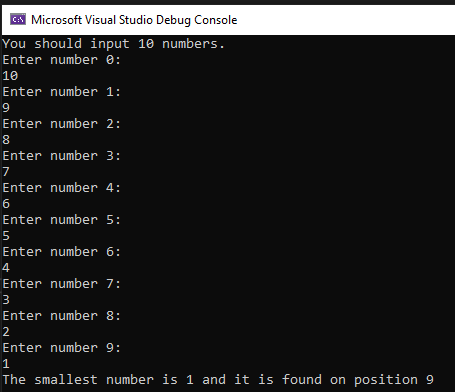 C:\ Microsoft Visual Studio Debug Console
You should input 10 numbers.
Enter number 0:
10
Enter number 1:
9
Enter number 2:
8
Enter number 3:
7
Enter number 4:
6
Enter number 5:
5
Enter number 6:
4
Enter number 7:
3
Enter number 8:
2
Enter number 9:
1
The smallest number is 1 and it is found on position 9